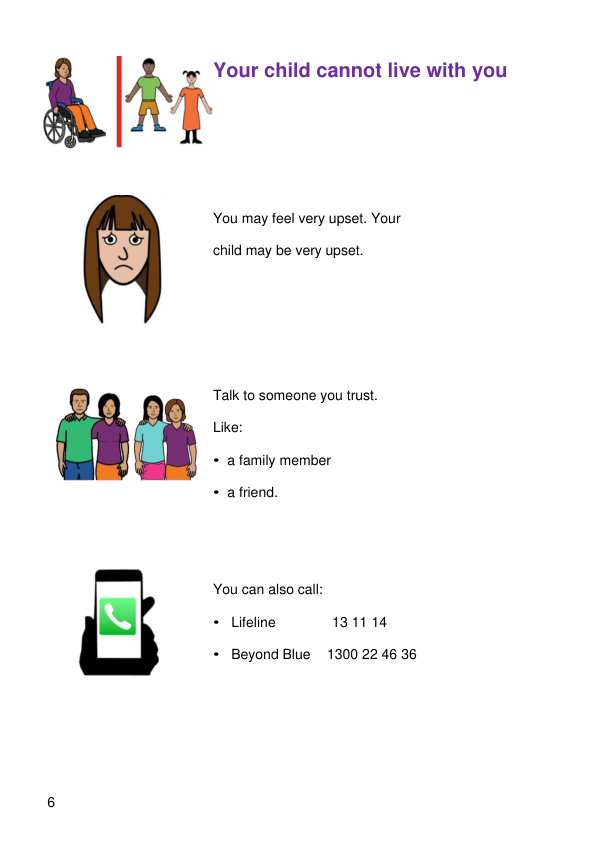 Your child cannot live with you
You may feel very upset. Your
child may be very upset.
Talk to someone you trust.
Like:
• a family member
• a friend.
You can also call:
• Lifeline 13 11 14
• Beyond Blue 1300 22 46 36
6